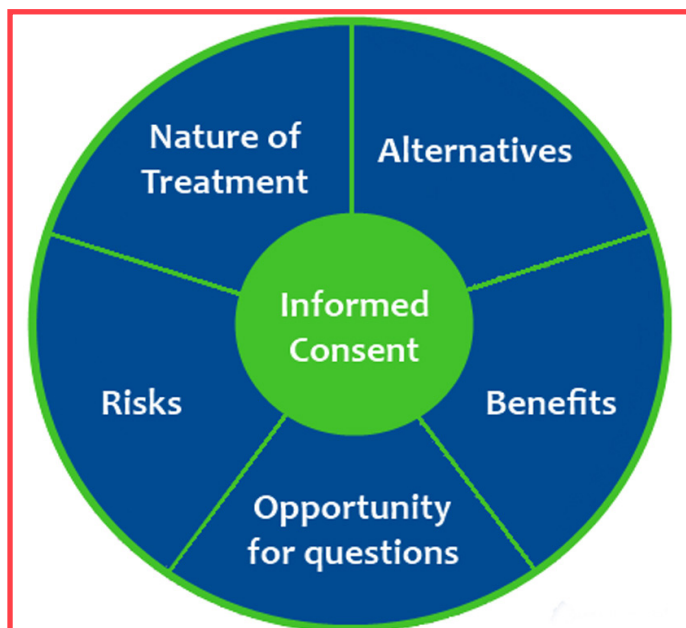 Nature of
Treatment
Alternatives
Informed
Consent
Risks
Benefits
Opportunity
for questions